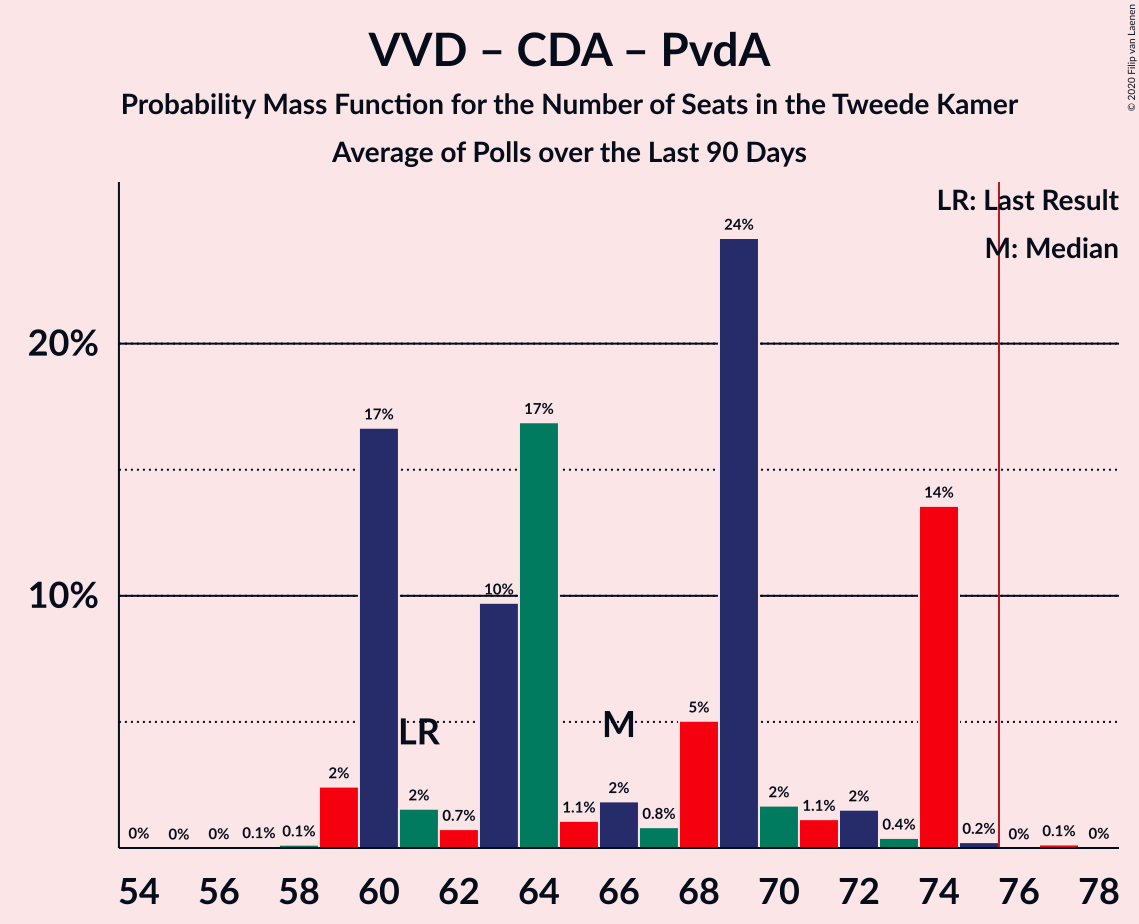 VVD – CDA – PvdA
Probability Mass Function for the Number of Seats in the Tweede Kamer
Average of Polls over the Last 90 Days
© 2020 Filip van Laenen
LR: Last Result
M: Median
20%
10%
0% 0% 0% 0.1% 0.1% 2% 17% 2% 0.7% 10% 17% 1.1% 2% 0.8% 5% 24% 2% 1.1% 2% 0.4% 14% 0.2% 0% 0.1% 0%
LR M
54 56 58 60 62 64 66 68 70 72 74 76 78